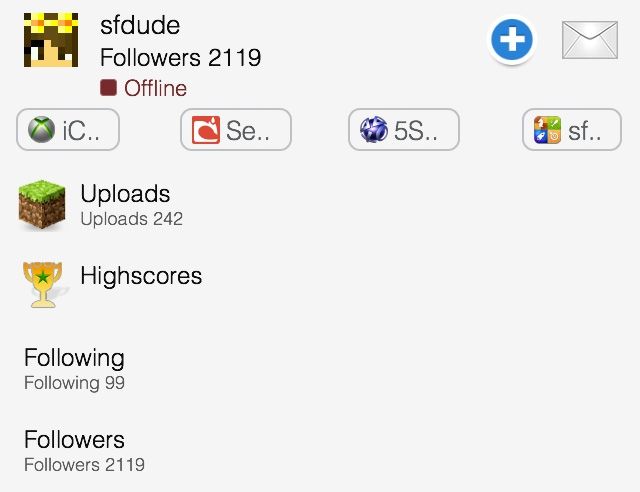 sfdude
Followers 2119
Offline
iC..
Se..
5S..
sf..
Uploads
Uploads 242
Highscores
Following
Following 99
Followers
Followers 2119